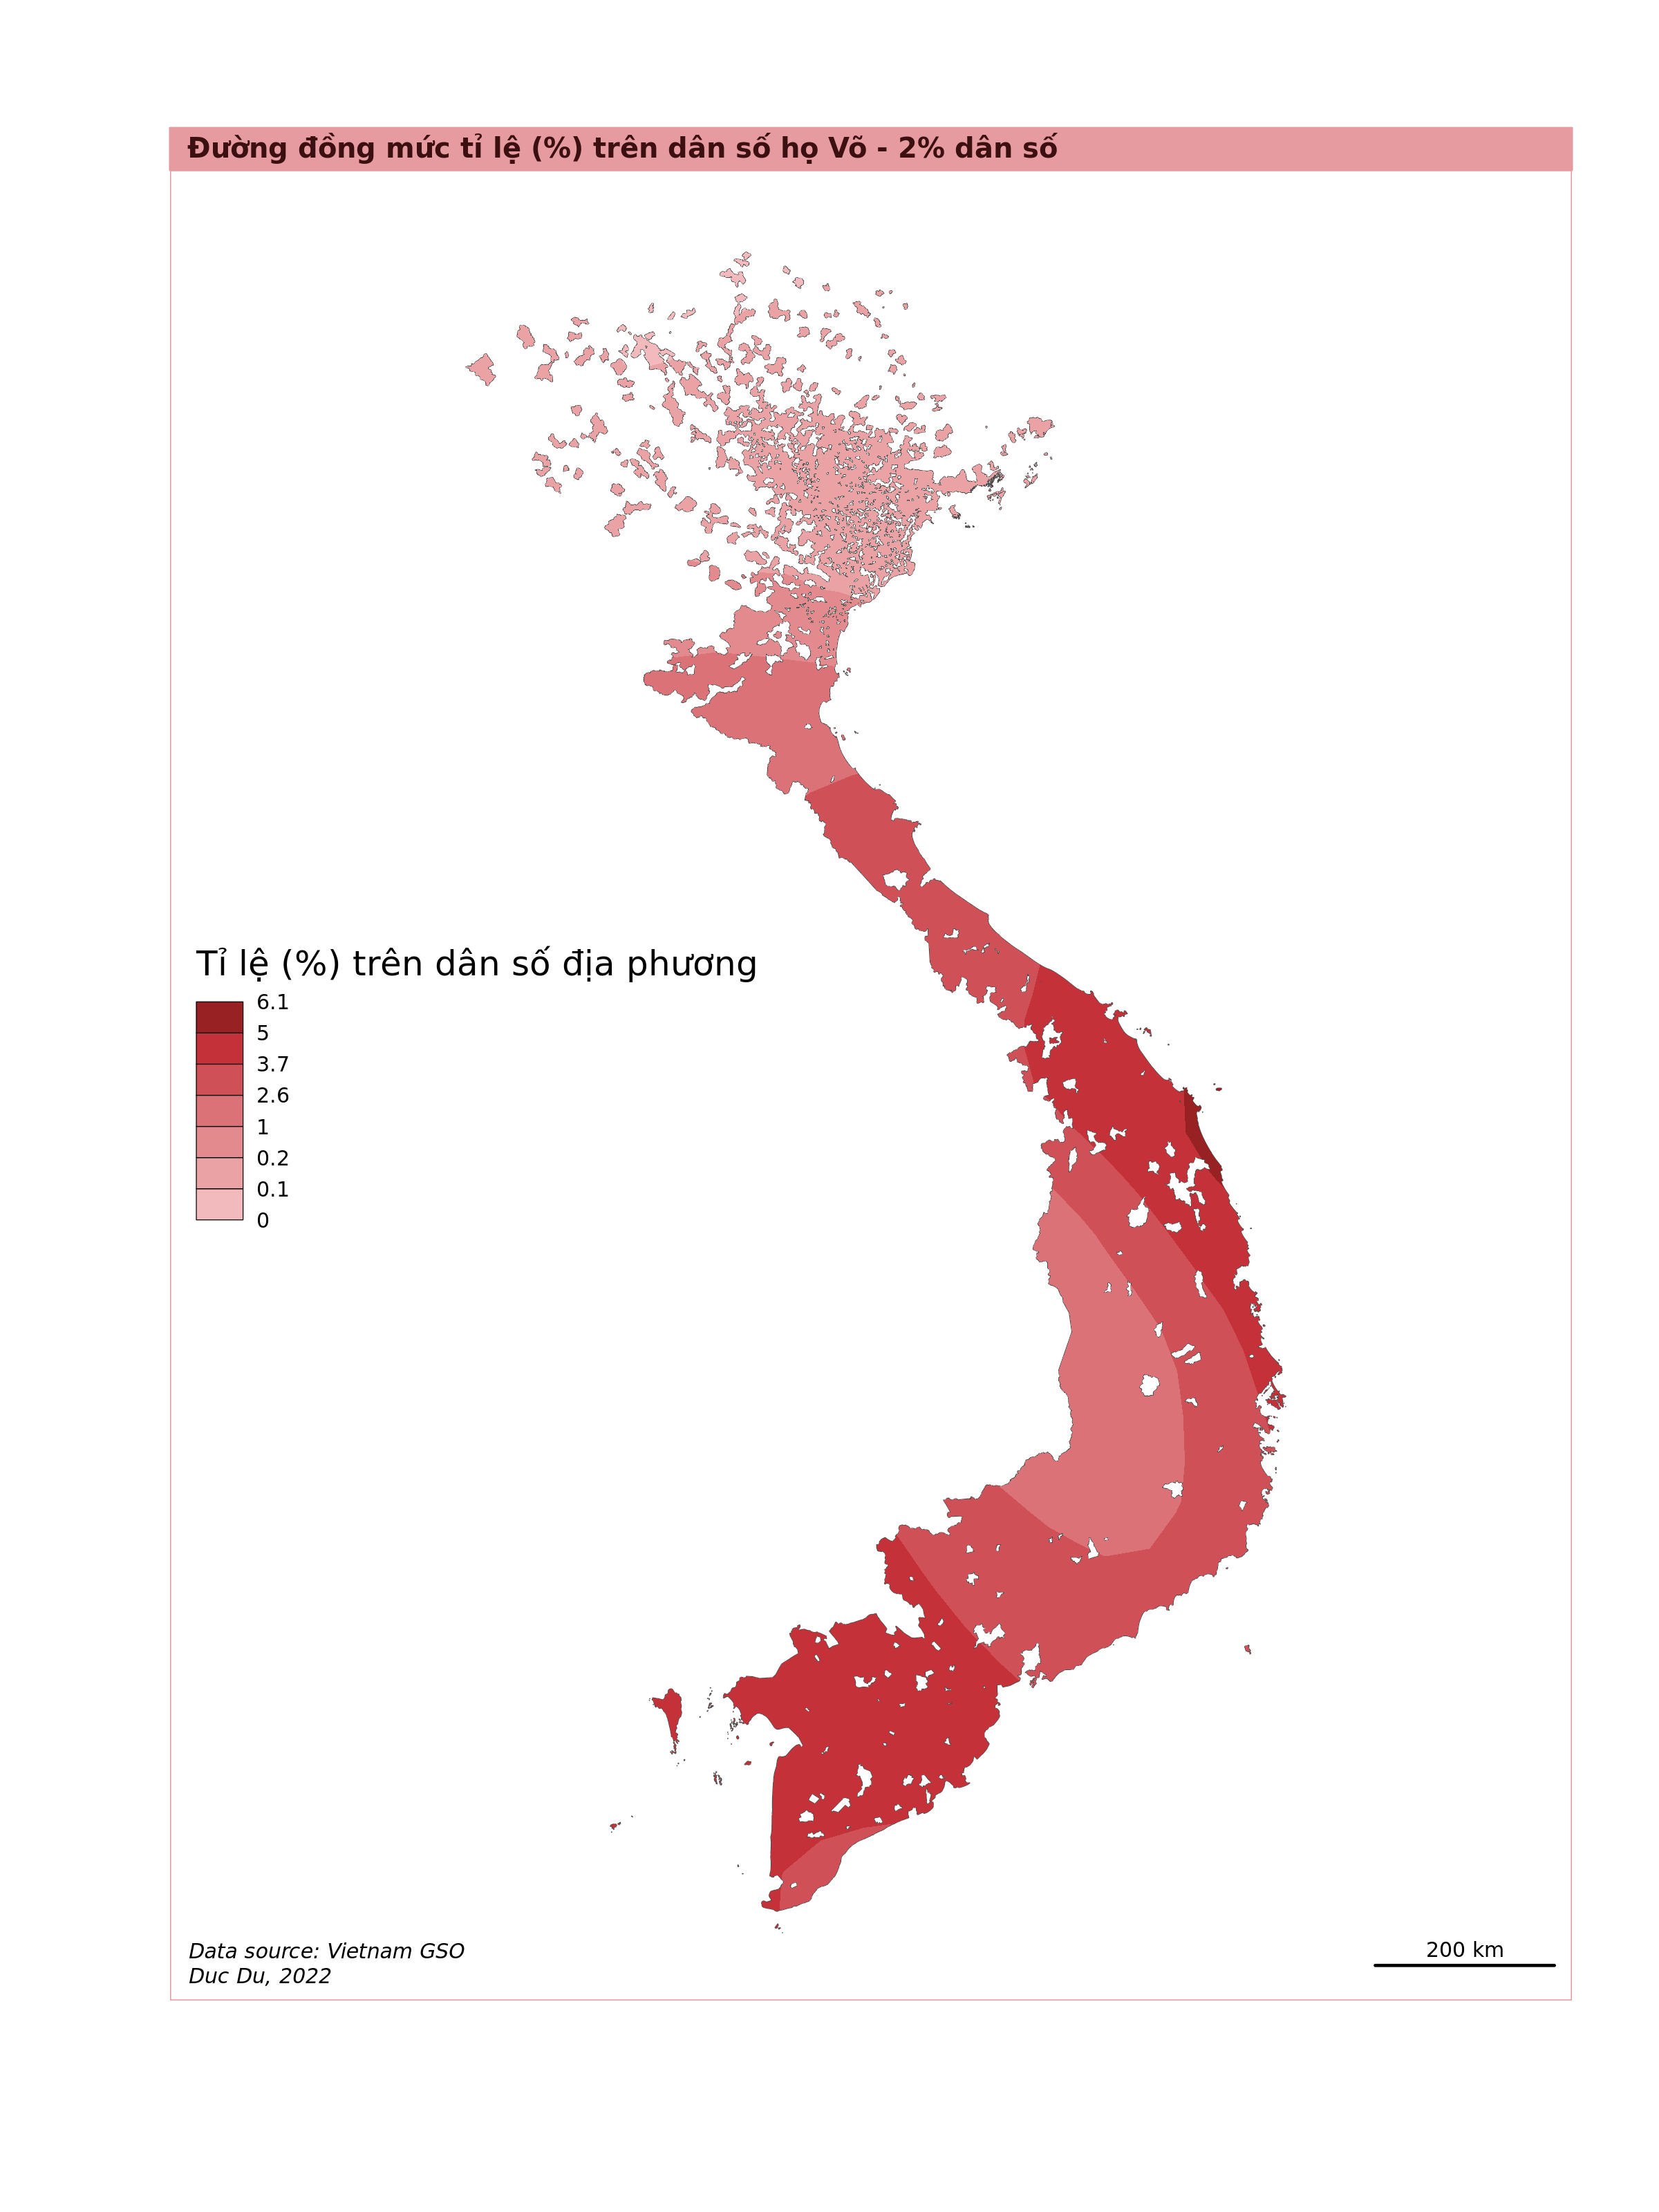 Đường đồng mức tỉ lệ (%) trên dân số họ Võ - 2% dân số
Tỉ lệ (%) trên dân số địa phương
6.1
5
3.7
2.6
1
0.2
0.1
0
Data source: Vietnam GSO
Duc Du, 2022
200 km